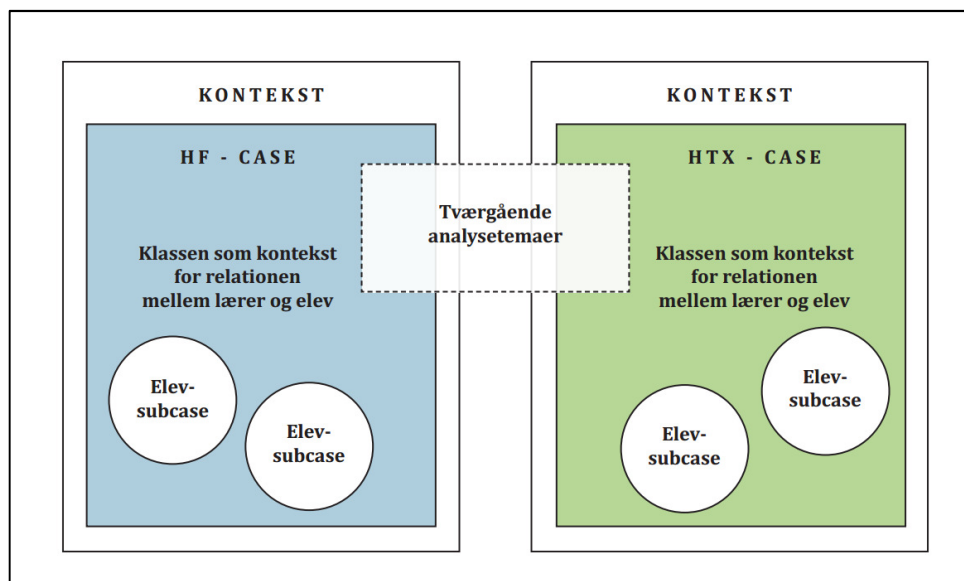 KONTEKST
HF - CASE
Klassen som kontekst
for relationen
mellem lærer og elev
Elev-
subcase
Elev-
subcase
Tværgående
analysetemaer
KONTEKST
HTX - CASE
Klassen som kontekst
for relationen
mellem lærer og elev
Elev-
subcase
Elev-
subcase